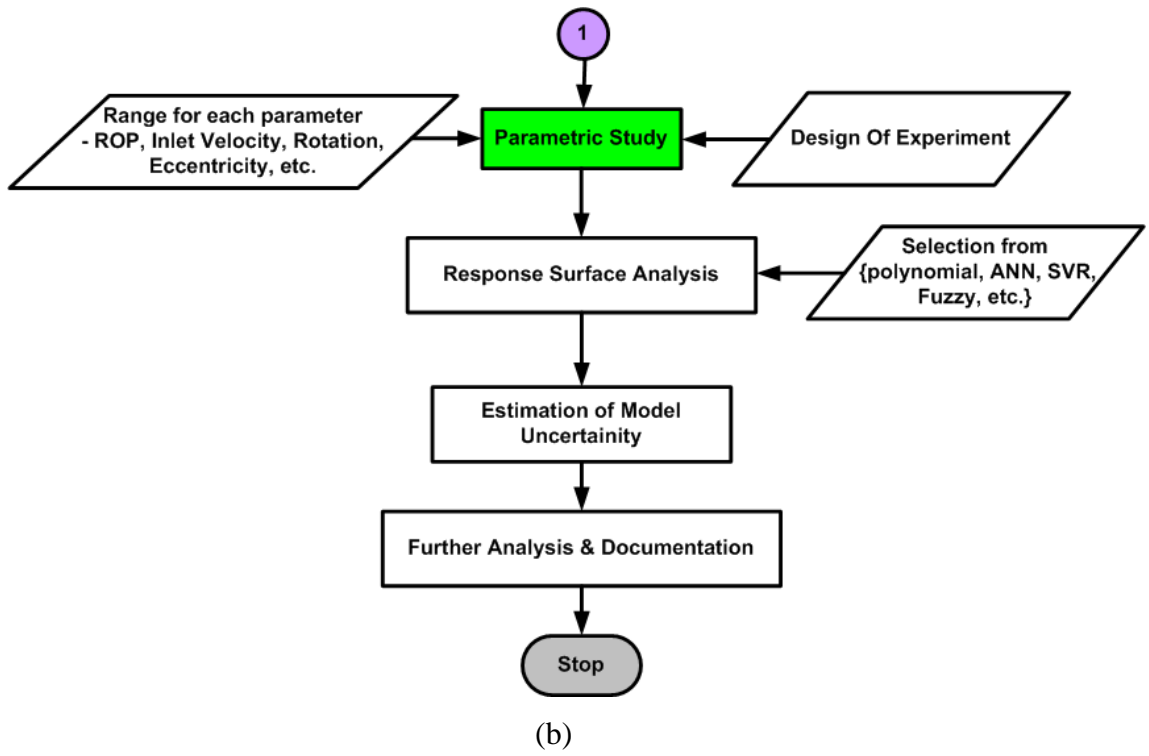 1
Range for each parameter
- ROP, Inlet Velocity, Rotation,
Eccentricity, etc.
Parametric Study
Design Of Experiment
Response Surface Analysis
Selection from
{polynomial, ANN, SVR,
Fuzzy, etc.}
Estimation of Model
Uncertainity
Further Analysis & Documentation
Stop
(b)